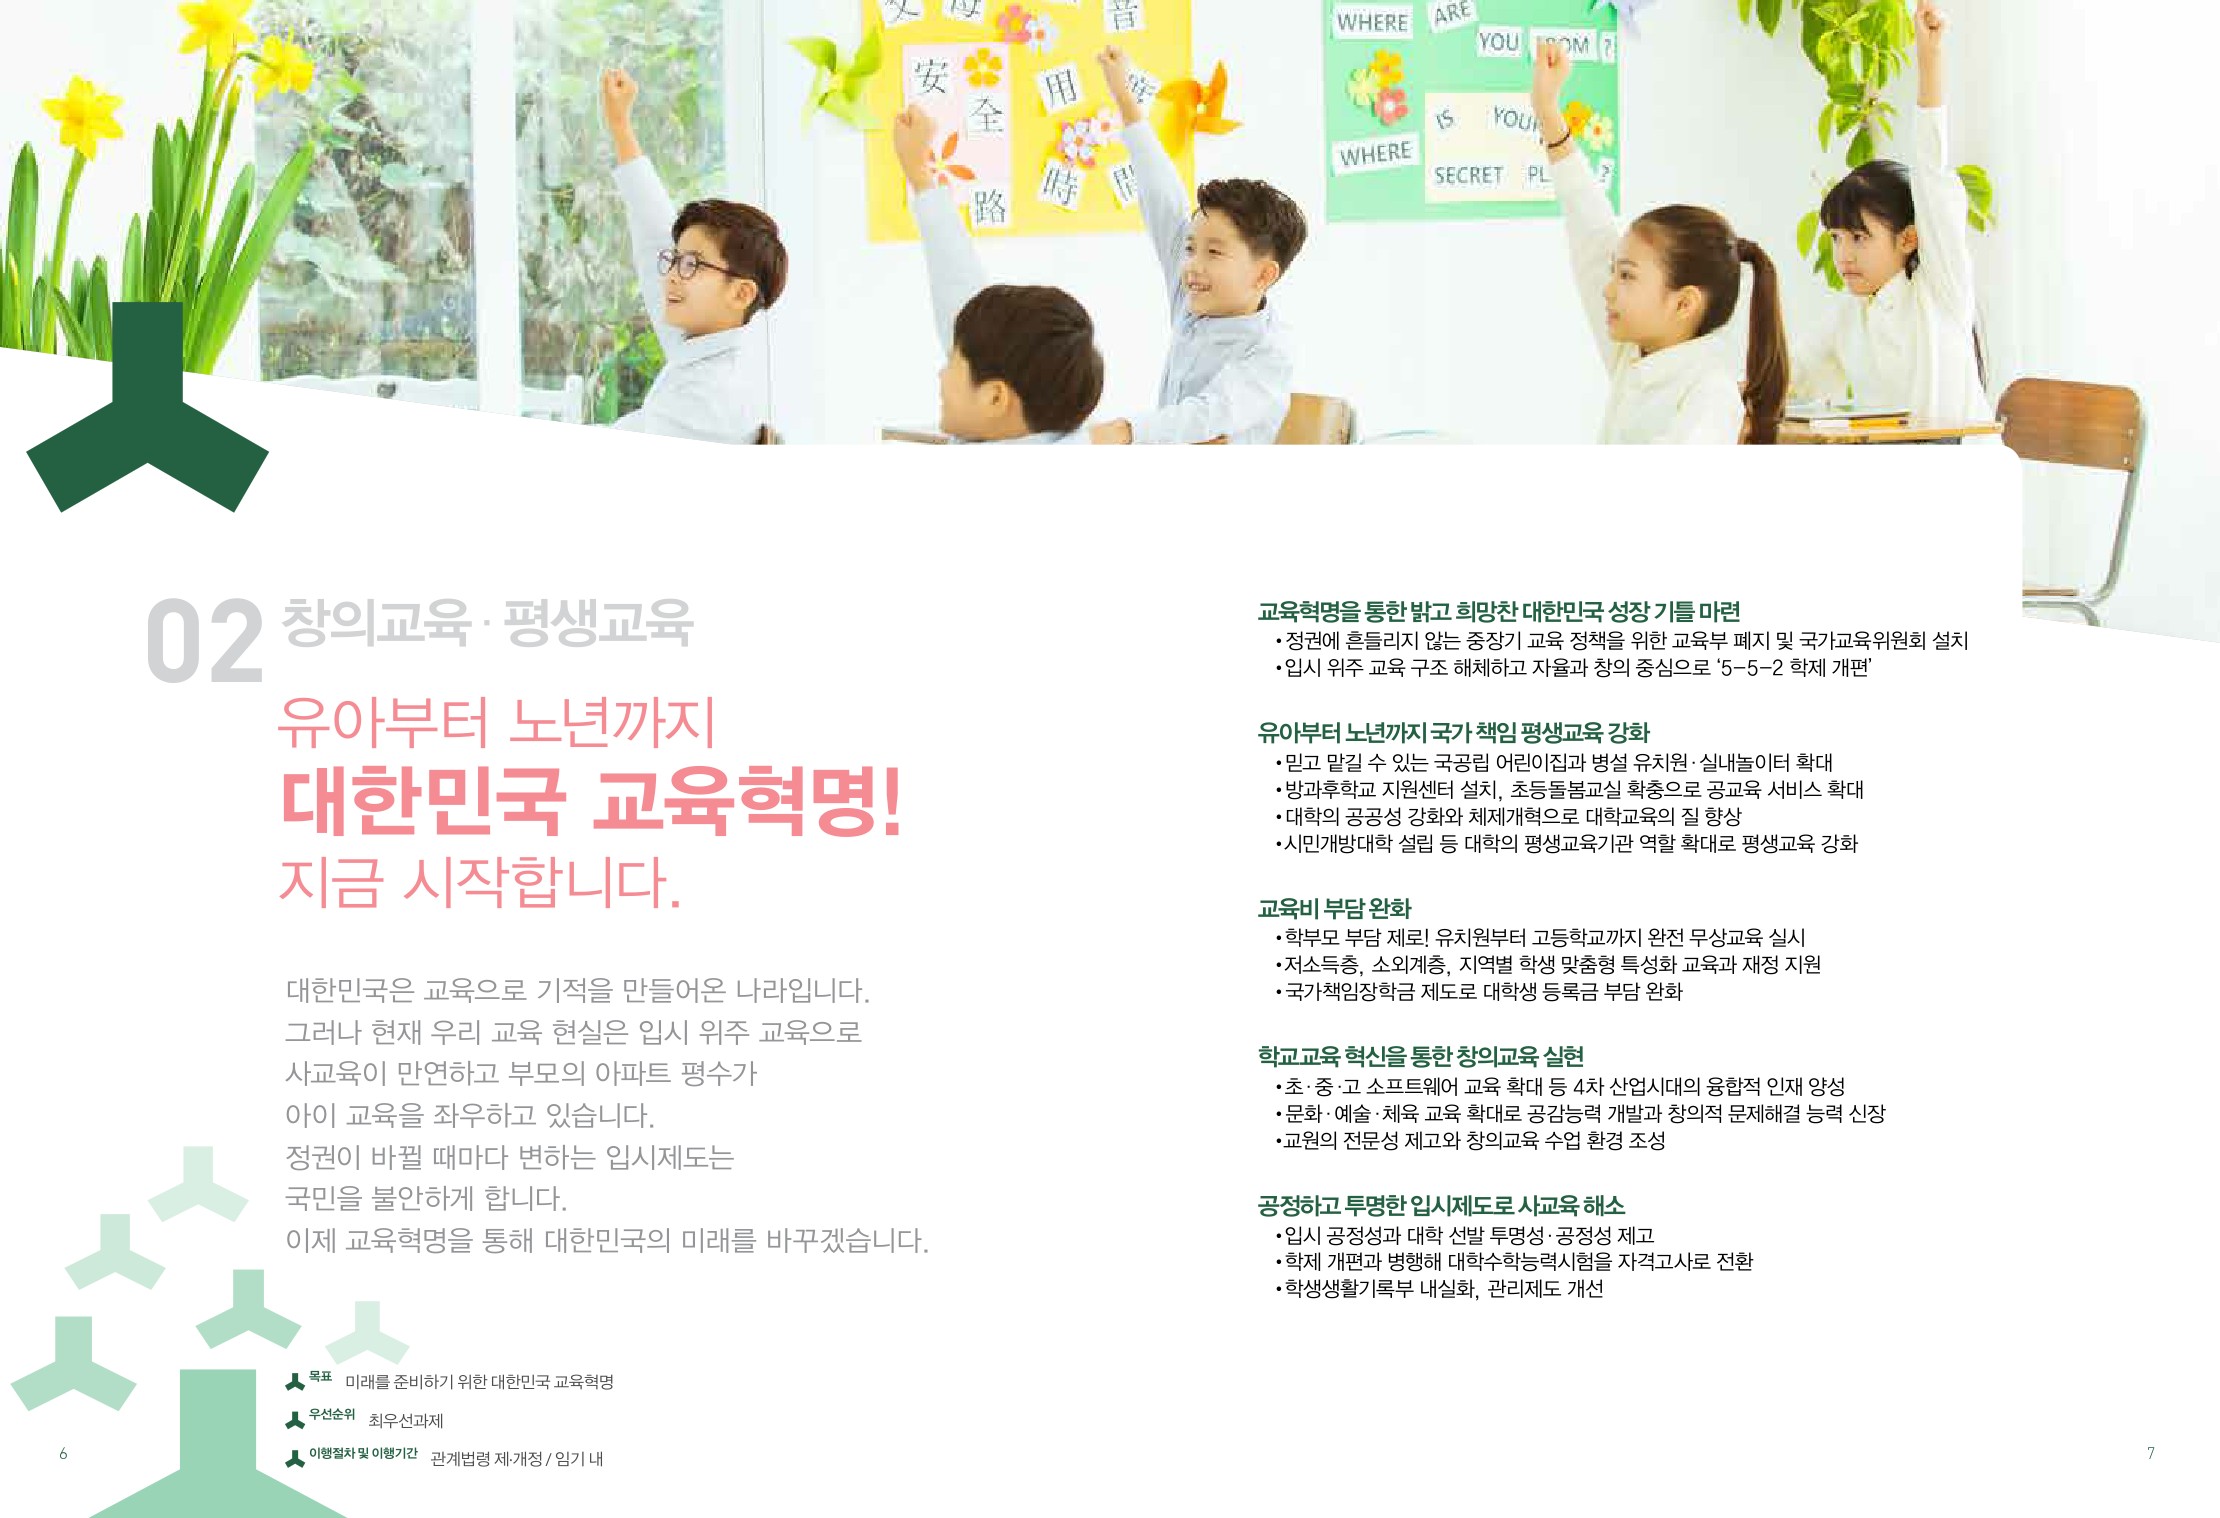 音
安
全
用
路
時
WHERE ARE
YOU
WHERE
IS
SECRET
02 창의교육 · 평생교육
유아부터 노년까지
대한민국 교육혁명!
지금 시작합니다.
대한민국은 교육으로 기적을 만들어온 나라입니다.
그러나 현재 우리 교육 현실은 입시 위주 교육으로
사교육이 만연하고 부모의 아파트 평수가
아이 교육을 좌우하고 있습니다.
정권이 바뀔 때마다 변하는 입시제도는
국민을 불안하게 합니다.
이제 교육혁명을 통해 대한민국의 미래를 바꾸겠습니다.
목표 미래를 준비하기 위한 대한민국 교육혁명
우선순위 최우선과제
이행절차 및 이행기간 관계법령 제·개정 / 임기 내
6
교육혁명을 통한 밝고 희망찬 대한민국 성장 기틀 마련
•정권에 흔들리지 않는 중장기 교육 정책을 위한 교육부 폐지 및 국가교육위원회 설치
•입시 위주 교육 구조 해체하고 자율과 창의 중심으로 ‘5-5-2 학제 개편’
유아부터 노년까지 국가 책임 평생교육 강화
•믿고 맡길 수 있는 국공립 어린이집과 병설 유치원·실내놀이터 확대
•방과후학교 지원센터 설치, 초등돌봄교실 확충으로 공교육 서비스 확대
•대학의 공공성 강화와 체제개혁으로 대학교육의 질 향상
•시민개방대학 설립 등 대학의 평생교육기관 역할 확대로 평생교육 강화
교육비 부담 완화
•학부모 부담 제로! 유치원부터 고등학교까지 완전 무상교육 실시
•저소득층, 소외계층, 지역별 학생 맞춤형 특성화 교육과 재정 지원
•국가책임장학금 제도로 대학생 등록금 부담 완화
학교교육 혁신을 통한 창의교육 실현
•초·중·고 소프트웨어 교육 확대 등 4차 산업시대의 융합적 인재 양성
•문화·예술·체육 교육 확대로 공감능력 개발과 창의적 문제해결 능력 신장
•교원의 전문성 제고와 창의교육 수업 환경 조성
공정하고 투명한 입시제도로 사교육 해소
•입시 공정성과 대학 선발 투명성·공정성 제고
•학제 개편과 병행해 대학수학능력시험을 자격고사로 전환
•학생생활기록부 내실화, 관리제도 개선
7